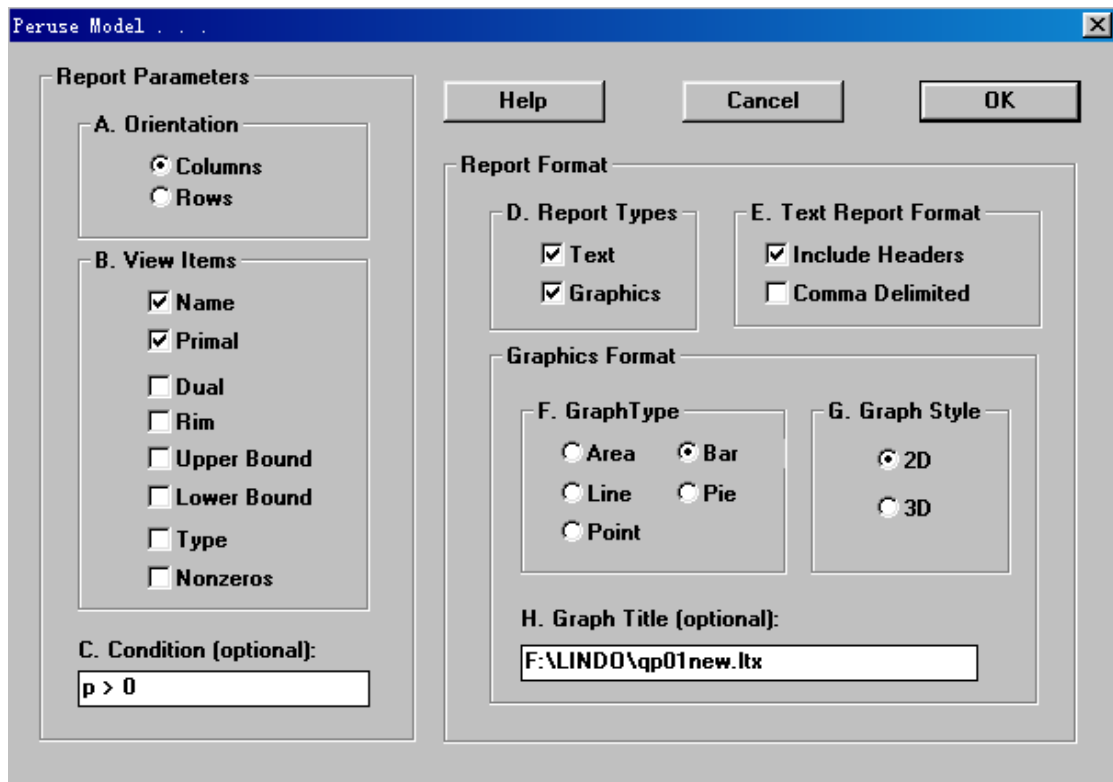 Peruse Model . . .
Report Parameters
A. Orientation
Columns
Rows
B. View Items
Name
Primal
Dual
Rim
Upper Bound
Lower Bound
Type
Nonzeros
C. Condition (optional):
p > 0
Help
Cancel
OK
Report Format
D. Report Types
Text
Graphics
E. Text Report Format
Include Headers
Comma Delimited
Graphics Format
F. GraphType
Area
Bar
Line
Pie
Point
G. Graph Style
2D
3D
H. Graph Title (optional):
F:\LINDO\qp01new.ltx